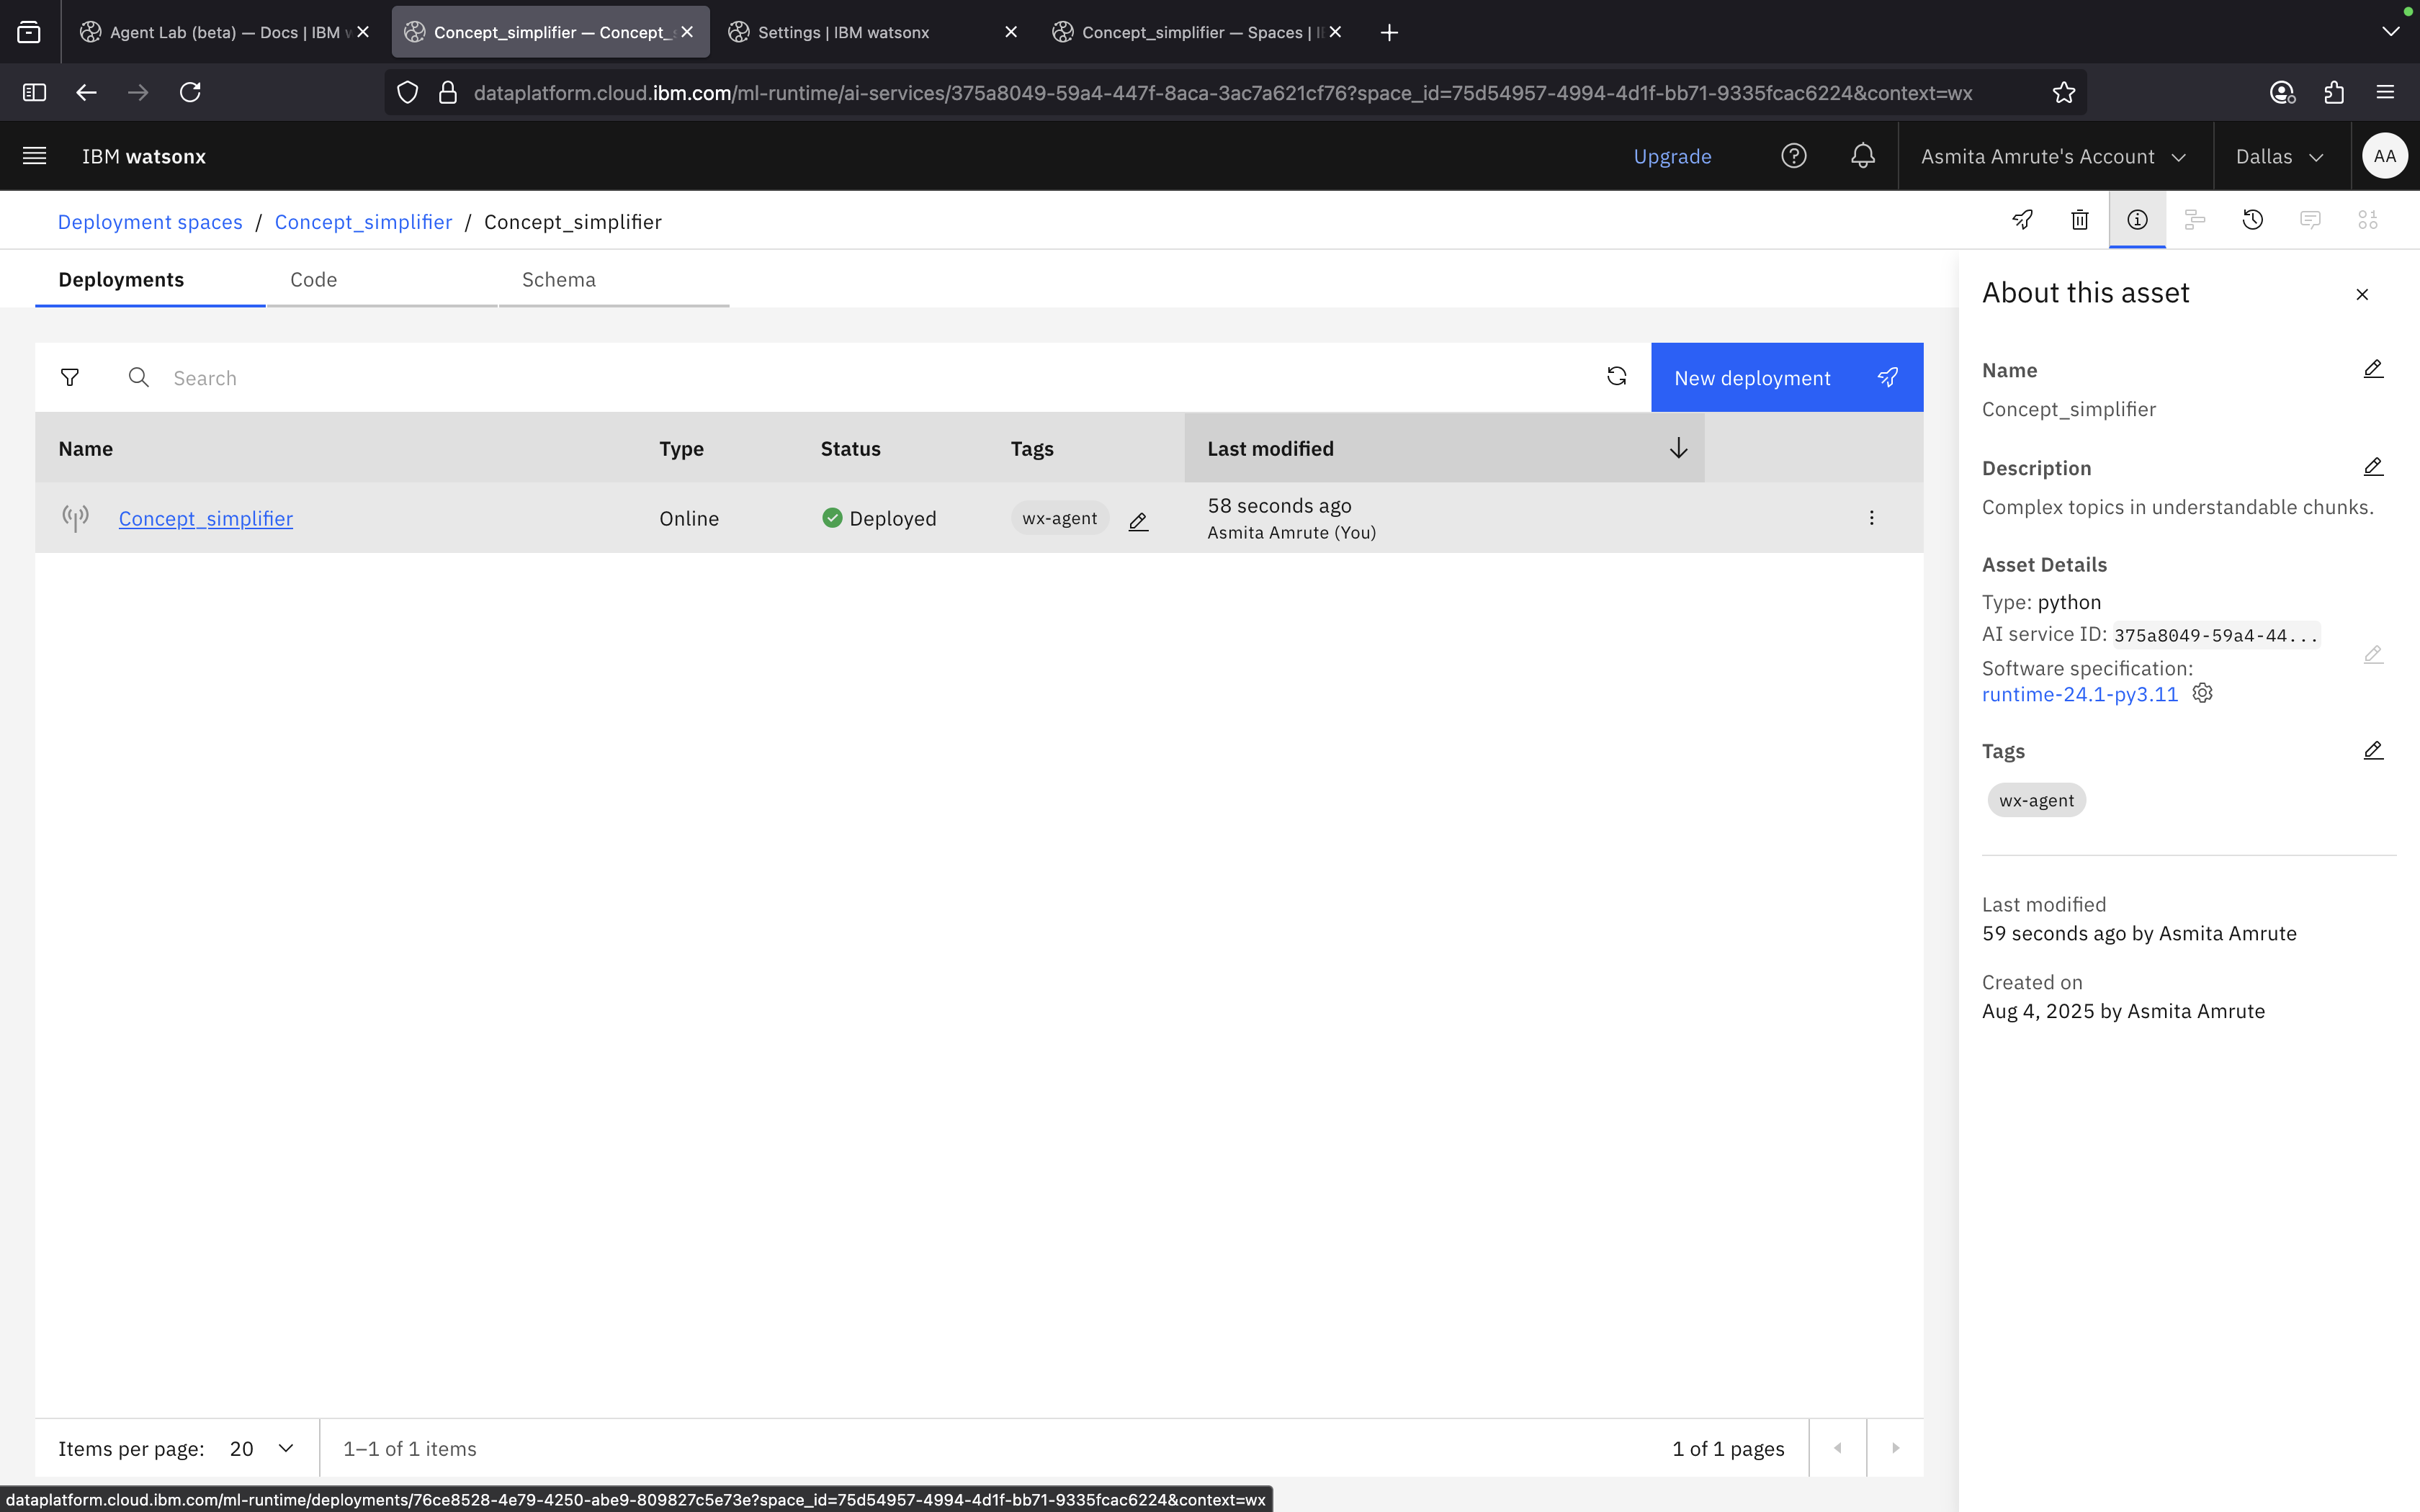 Agent Lab (beta) — Docs | IBM w
Concept_simplifier — Concept_s
Settings | IBM watsonx
Concept_simplifier — Spaces | IB
dataplatform.cloud.ibm.com/ml-runtime/ai-services/375a8049-59a4-447f-8aca-3ac7a621cf76?space_id=75d54957-4994-4d1f-bb71-9335fcac6224&context=wx
IBM watsonx
Upgrade
Asmita Amrute's Account
Dallas
AA
Deployment spaces / Concept_simplifier / Concept_simplifier
Deployments
Code
Schema
Search
New deployment
Name
Type
Status
Tags
Last modified
Concept_simplifier
Online
Deployed
wx-agent
58 seconds ago
Asmita Amrute (You)
Items per page: 20
1–1 of 1 items
1 of 1 pages
About this asset
Name
Concept_simplifier
Description
Complex topics in understandable chunks.
Asset Details
Type: python
AI service ID: 375a8049-59a4-44...
Software specification:
runtime-24.1-py3.11
Tags
wx-agent
Last modified
59 seconds ago by Asmita Amrute
Created on
Aug 4, 2025 by Asmita Amrute
dataplatform.cloud.ibm.com/ml-runtime/deployments/76ce8528-4e79-4250-abe9-809827c5e73e?space_id=75d54957-4994-4d1f-bb71-9335fcac6224&context=wx